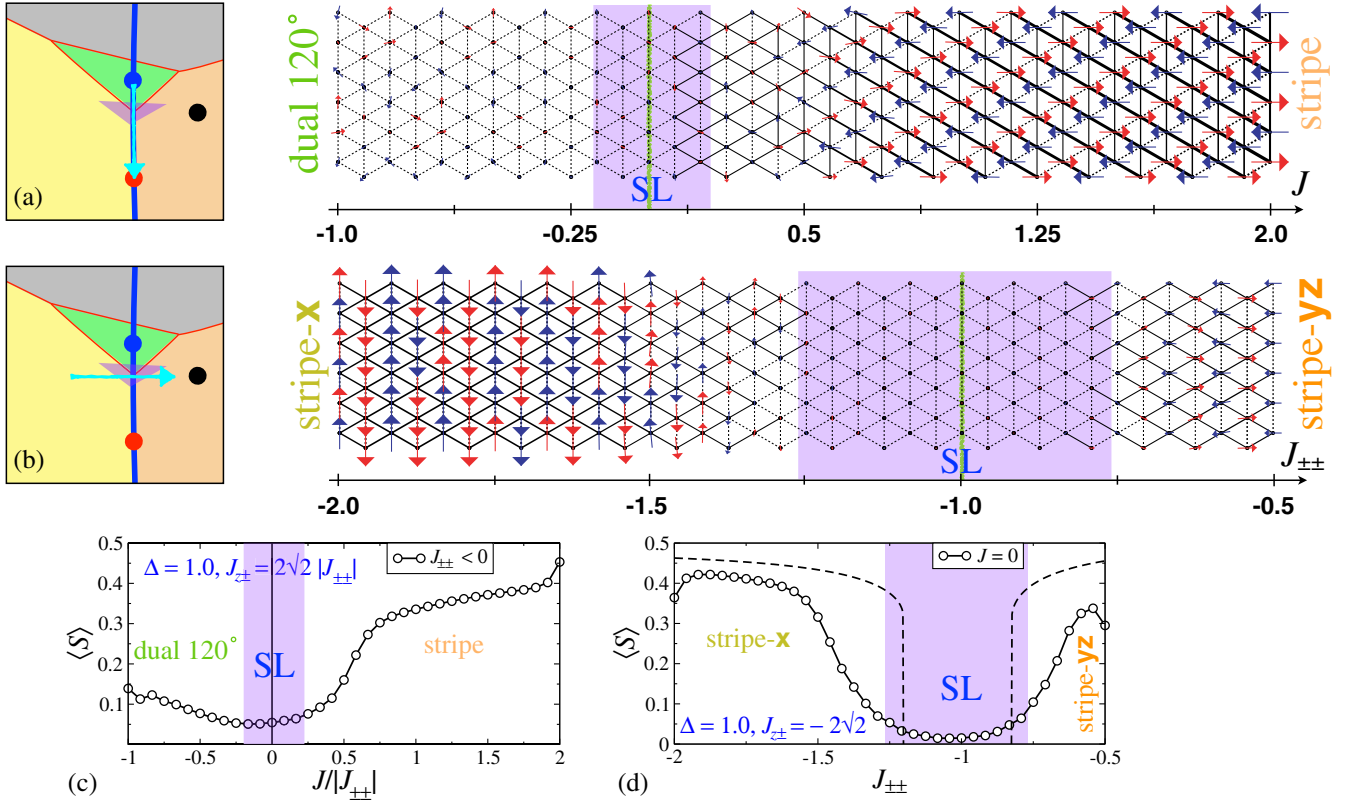 (a)
dual 120°
SL
stripe
J
-1.0
-0.25
0.5
1.25
2.0
(b)
stripe-x
SL
stripe-yz
J±±
-2.0
-1.5
-1.0
-0.5
0.5
0.4
0.3
0.2
0.1
0
⟨S⟩
J±± < 0
Δ = 1.0, Jz± = 2√2 |J±±|
dual 120°
SL
stripe
-1
-0.5
0
0.5
1
1.5
2
J/|J±±|
(c)
0.5
0.4
0.3
0.2
0.1
0
⟨S⟩
J = 0
stripe-x
SL
stripe-yz
Δ = 1.0, Jz± = − 2√2
-2
-1.5
-1
-0.5
J±±
(d)